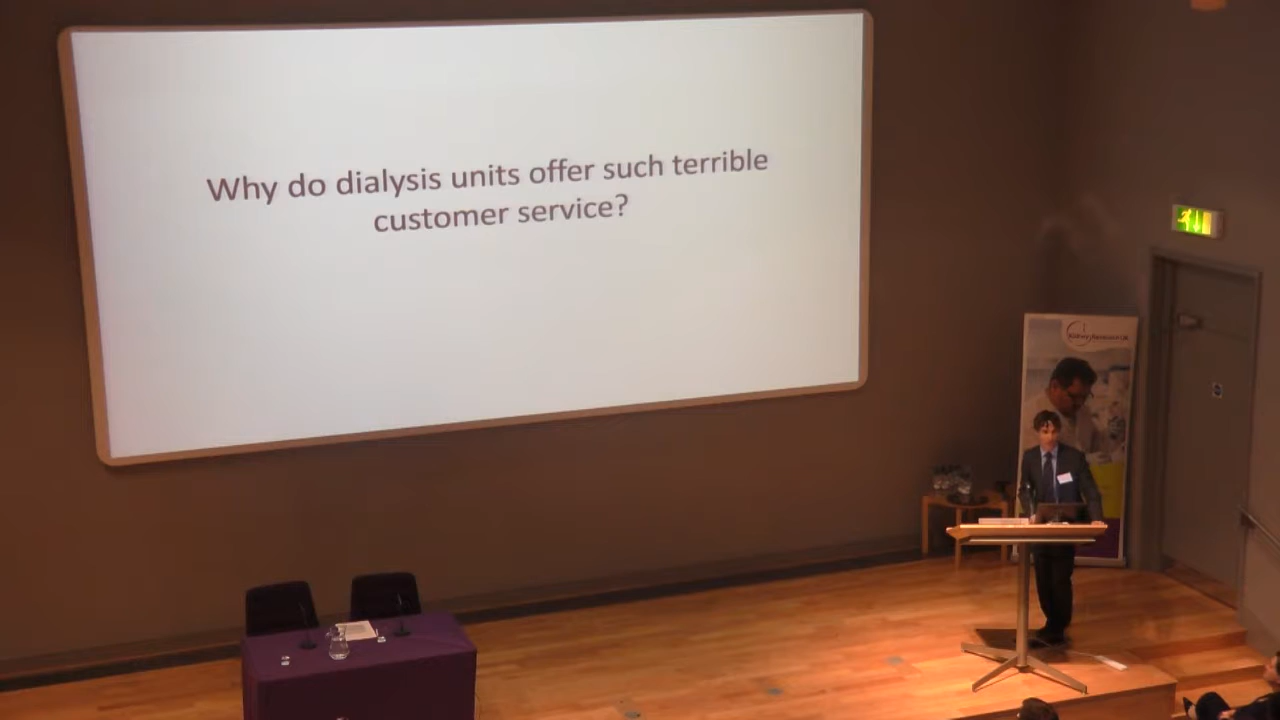 Why do dialysis units offer such terrible
customer service?
Kidney Research UK